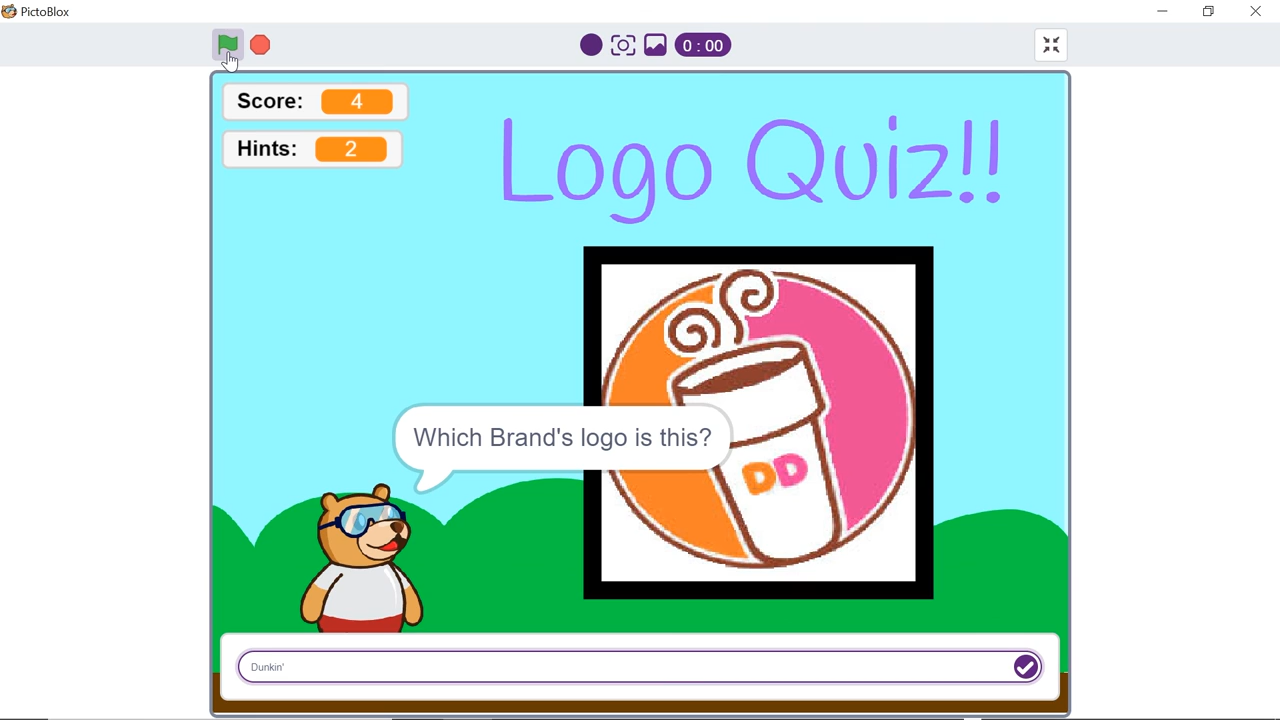 PictoBlox
0 : 00
Score: 4
Hints: 2
Logo Quiz!!
Which Brand's logo is this?
DD
Dunkin'